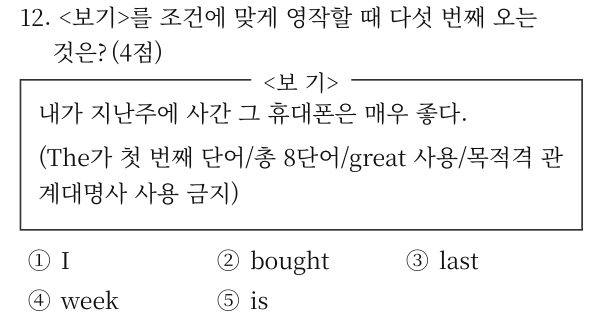 12. <보기>를 조건에 맞게 영작할 때 다섯 번째 오는
것은? (4점)
<보 기>
내가 지난주에 사간 그 휴대폰은 매우 좋다.
(The가 첫 번째 단어/총 8단어/great 사용/목적격 관
계대명사 사용 금지)
① I ② bought ③ last
④ week ⑤ is